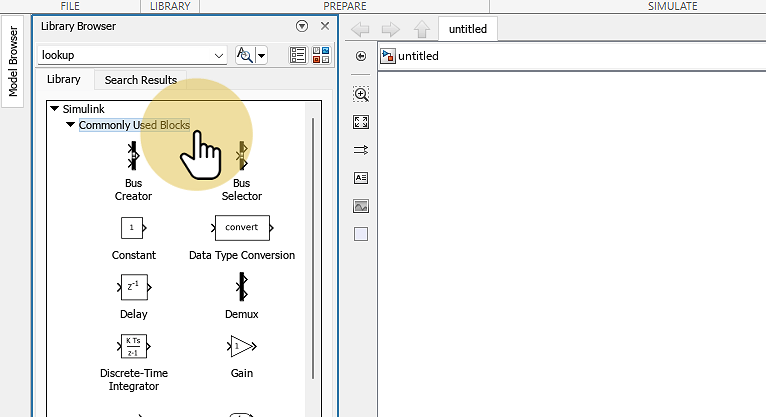 FILE LIBRARY PREPARE SIMULATE
Model Browser
Library Browser
lookup
Library Search Results
Simulink
Commonly Used Blocks
Bus
Creator
Bus
Selector
1
Constant
convert
Data Type Conversion
z-1
Delay
Demux
K Ts
z-1
Discrete-Time
Integrator
1
Gain
untitled
untitled
A